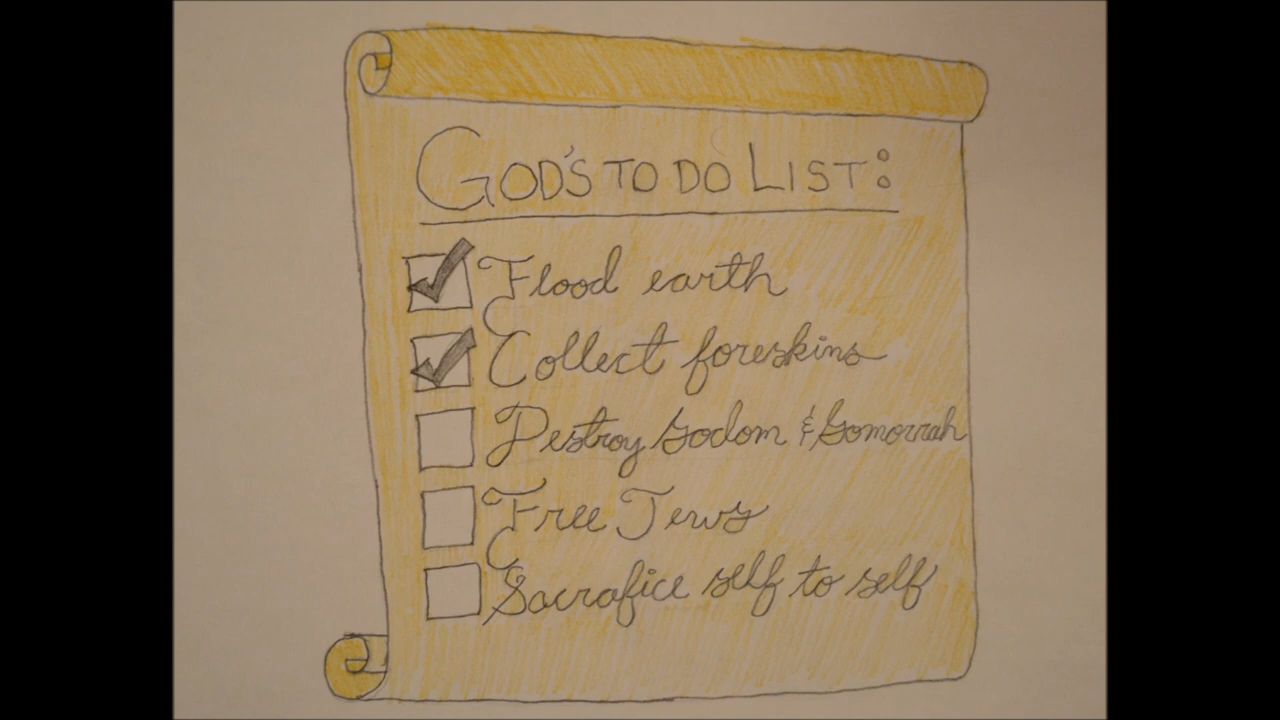 GOD'S TO DO LIST:
Flood earth
Collect foreskins
Destroy Sodom & Gomorrah
Free Jews
Sacrafice self to self